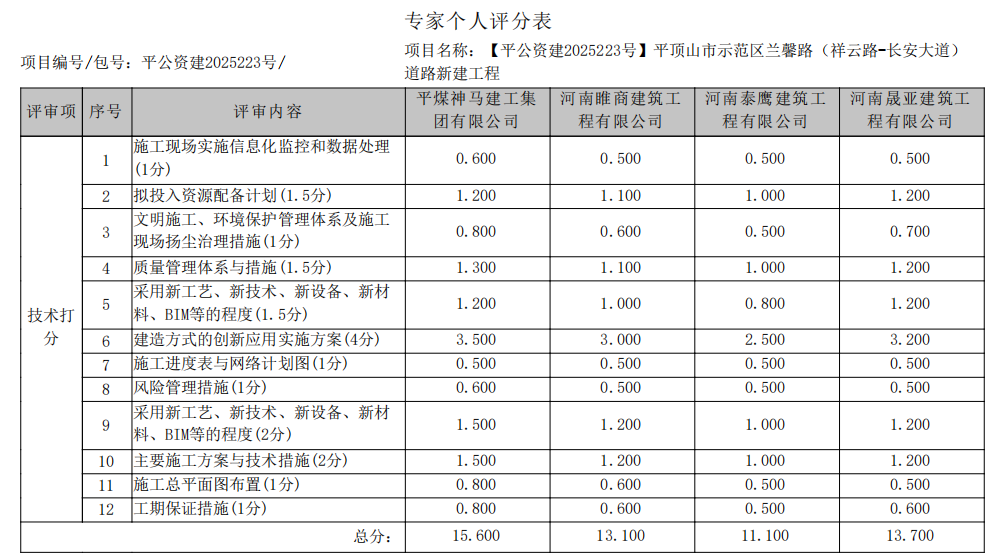 专家个人评分表
项目编号/包号: 平公资建2025223号/
项目名称: 【平公资建2025223号】平顶山市示范区兰馨路（祥云路-长安大道）
道路新建工程
评审项 序号 评审内容 平煤神马建工集 河南睢商建筑工 河南泰鹰建筑工 河南晟亚建筑工
团有限公司 程有限公司 程有限公司 程有限公司
技术打
分
1 施工现场实施信息化监控和数据处理 0.600 0.500 0.500 0.500
(1分)
2 拟投入资源配备计划(1.5分) 1.200 1.100 1.000 1.200
3 文明施工、环境保护管理体系及施工 0.800 0.600 0.500 0.700
现场扬尘治理措施(1分)
4 质量管理体系与措施(1.5分) 1.300 1.100 1.000 1.200
5 采用新工艺、新技术、新设备、新材 1.200 1.000 0.800 1.200
料、BIM等的程度(1.5分)
6 建造方式的创新应用实施方案(4分) 3.500 3.000 2.500 3.200
7 施工进度表与网络计划图(1分) 0.500 0.500 0.500 0.500
8 风险管理措施(1分) 0.600 0.500 0.500 0.500
9 采用新工艺、新技术、新设备、新材 1.500 1.200 1.000 1.200
料、BIM等的程度(2分)
10 主要施工方案与技术措施(2分) 1.500 1.200 1.000 1.200
11 施工总平面图布置(1分) 0.800 0.600 0.500 0.500
12 工期保证措施(1分) 0.800 0.600 0.500 0.600
总分: 15.600 13.100 11.100 13.700